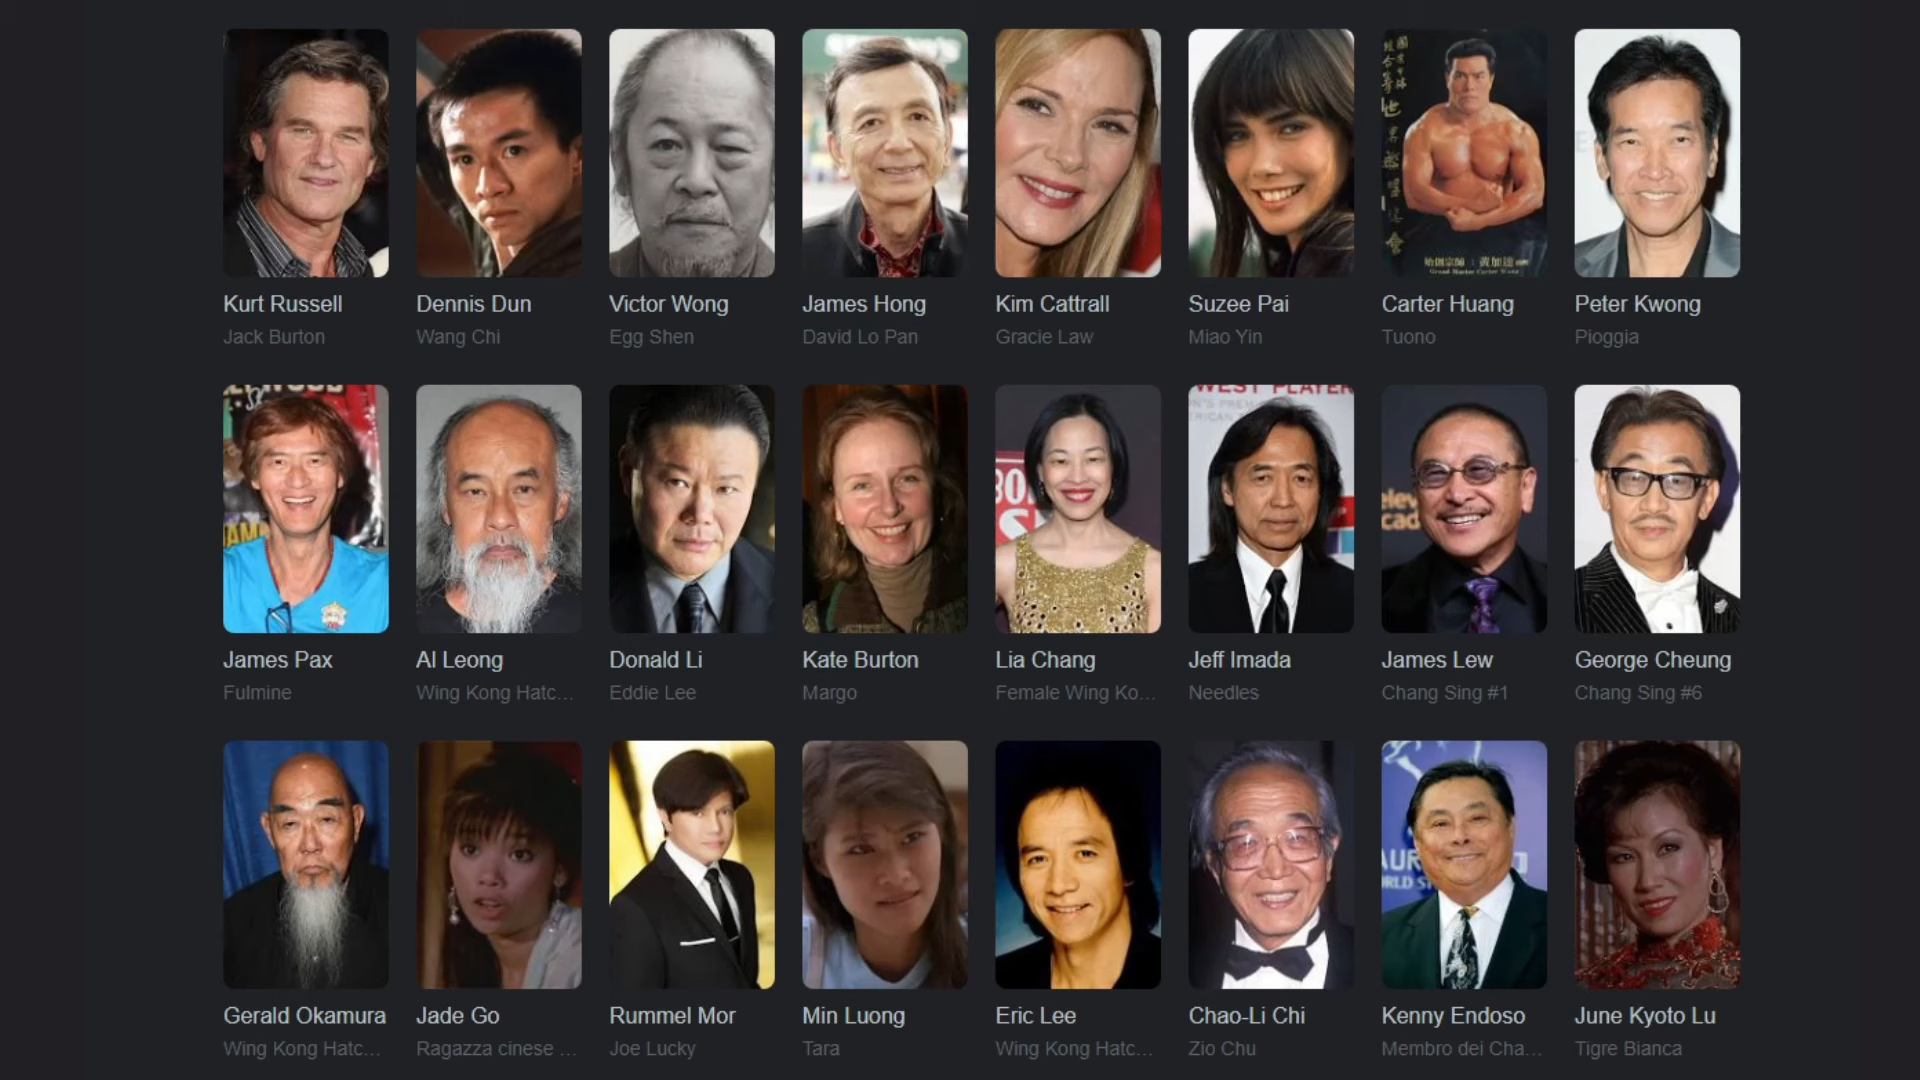 Kurt Russell
Jack Burton
Dennis Dun
Wang Chi
Victor Wong
Egg Shen
James Hong
David Lo Pan
Kim Cattrall
Gracie Law
Suzee Pai
Miao Yin
Carter Huang
Tuono
Peter Kwong
Pioggia
WEST PLAYER
James Pax
Fulmine
Al Leong
Wing Kong Hatc...
Donald Li
Eddie Lee
Kate Burton
Margo
Lia Chang
Female Wing Ko...
Jeff Imada
Needles
James Lew
Chang Sing #1
George Cheung
Chang Sing #6
Gerald Okamura
Wing Kong Hatc...
Jade Go
Ragazza cinese ...
Rummel Mor
Joe Lucky
Min Luong
Tara
Eric Lee
Wing Kong Hatc...
Chao-Li Chi
Zio Chu
Kenny Endoso
Membro dei Cha...
June Kyoto Lu
Tigre Bianca